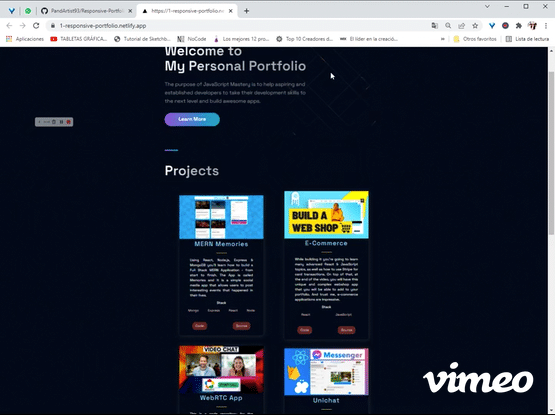 PandArtist93/Responsive-Portfoli
1-responsive-portfolio.netlify.ap
1-responsive-portfolio.netlify.app
Aplicaciones
TABLETAS GRÁFICA...
Tutorial de Sketchb...
NoCode
Los mejores 12 pro...
Top 10 Creadores d...
El líder en la creació...
Otros favoritos
Lista de lectura
Welcome to
My Personal Portfolio
The purpose of JavaScript Mastery is to help aspiring and
established developers to take their development skills to
the next level and build awesome apps.
Learn More
Projects
MERN Memories
Using React, Node.js, Express &
MongoDB you'll learn how to build a
Full Stack MERN Application - from
start to finish. The App is called
Memories and it is a simple social
media app that allows users to post
interesting events that happened in
their lives.
Stack
Mongo Express React Node
Code Source
BUILD A
WEB SHOP
E-Commerce
While building it you're going to learn
many advanced React & JavaScript
topics, as well as how to use Stripe for
card transactions. On top of that, at
the end of the video, you will have this
unique and complex webshop app
that you will be able to add to your
portfolio. And trust me, e-commerce
applications are impressive.
Stack
React JavaScript
Code Source
VIDEO CHAT
WebRTC App
Messenger
Unichat
vimeo